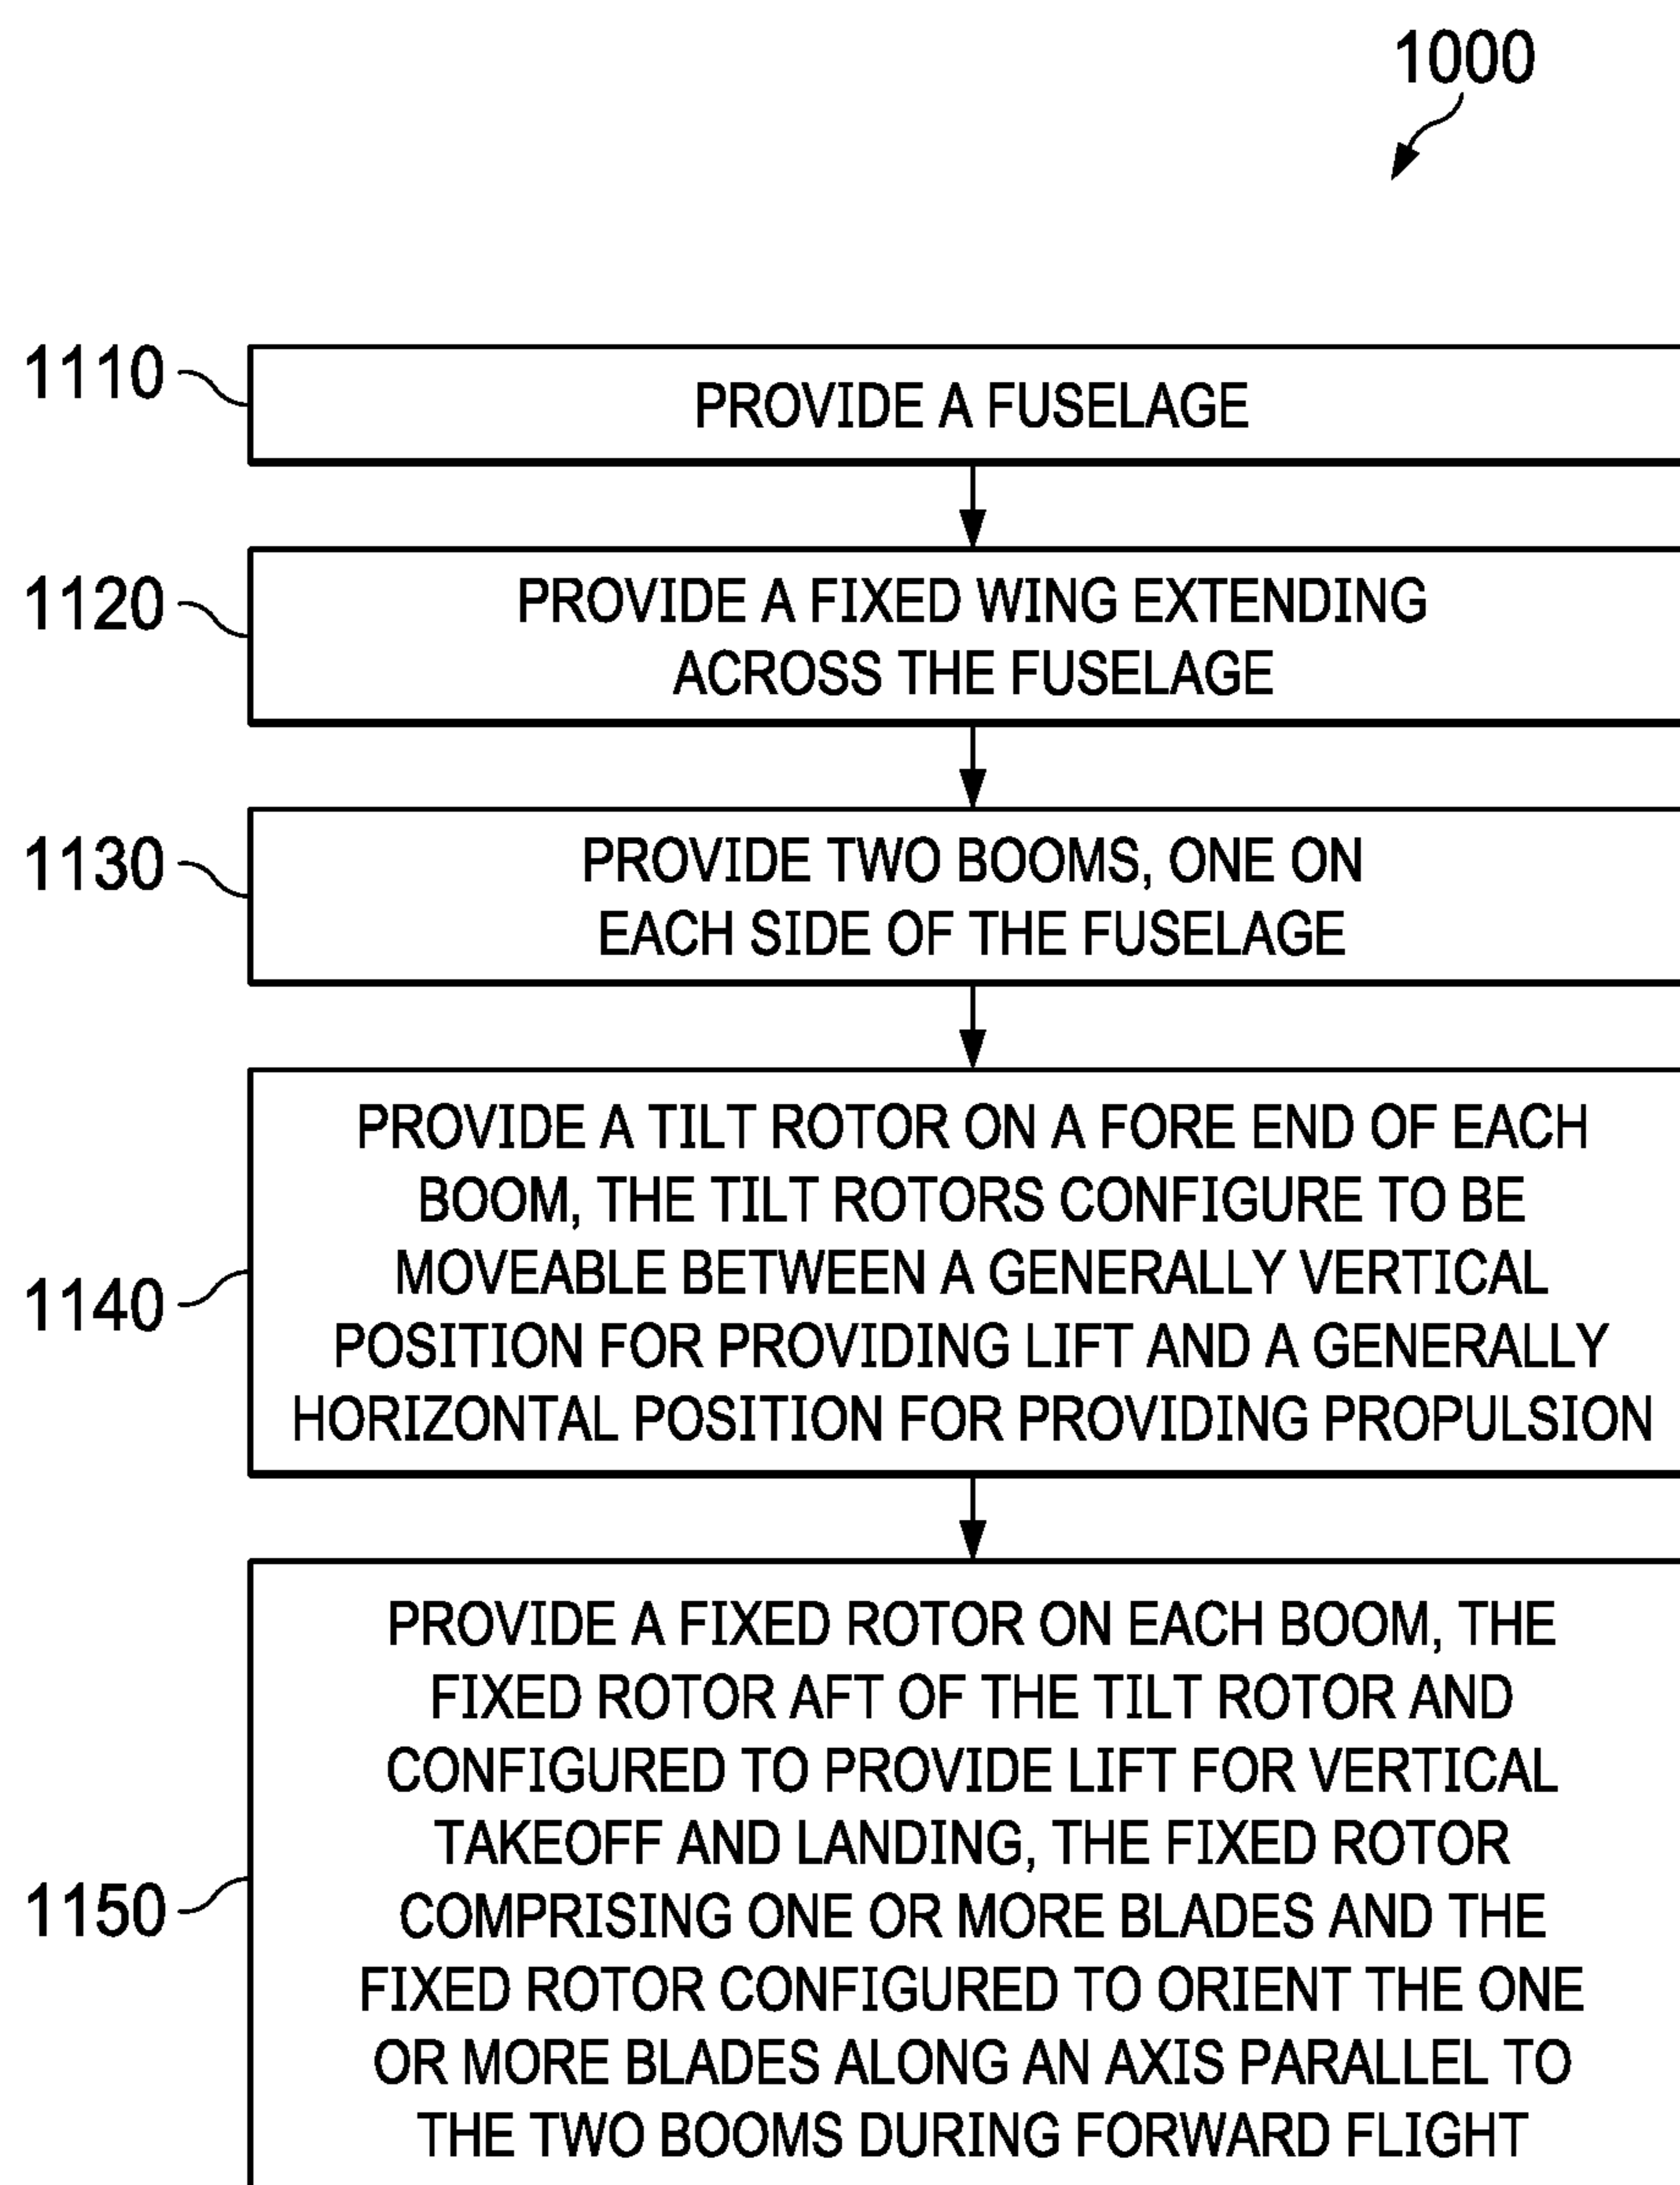 1000
1110
PROVIDE A FUSELAGE
1120
PROVIDE A FIXED WING EXTENDING
ACROSS THE FUSELAGE
1130
PROVIDE TWO BOOMS, ONE ON
EACH SIDE OF THE FUSELAGE
1140
PROVIDE A TILT ROTOR ON A FORE END OF EACH
BOOM, THE TILT ROTORS CONFIGURE TO BE
MOVEABLE BETWEEN A GENERALLY VERTICAL
POSITION FOR PROVIDING LIFT AND A GENERALLY
HORIZONTAL POSITION FOR PROVIDING PROPULSION
1150
PROVIDE A FIXED ROTOR ON EACH BOOM, THE
FIXED ROTOR AFT OF THE TILT ROTOR AND
CONFIGURED TO PROVIDE LIFT FOR VERTICAL
TAKEOFF AND LANDING, THE FIXED ROTOR
COMPRISING ONE OR MORE BLADES AND THE
FIXED ROTOR CONFIGURED TO ORIENT THE ONE
OR MORE BLADES ALONG AN AXIS PARALLEL TO
THE TWO BOOMS DURING FORWARD FLIGHT